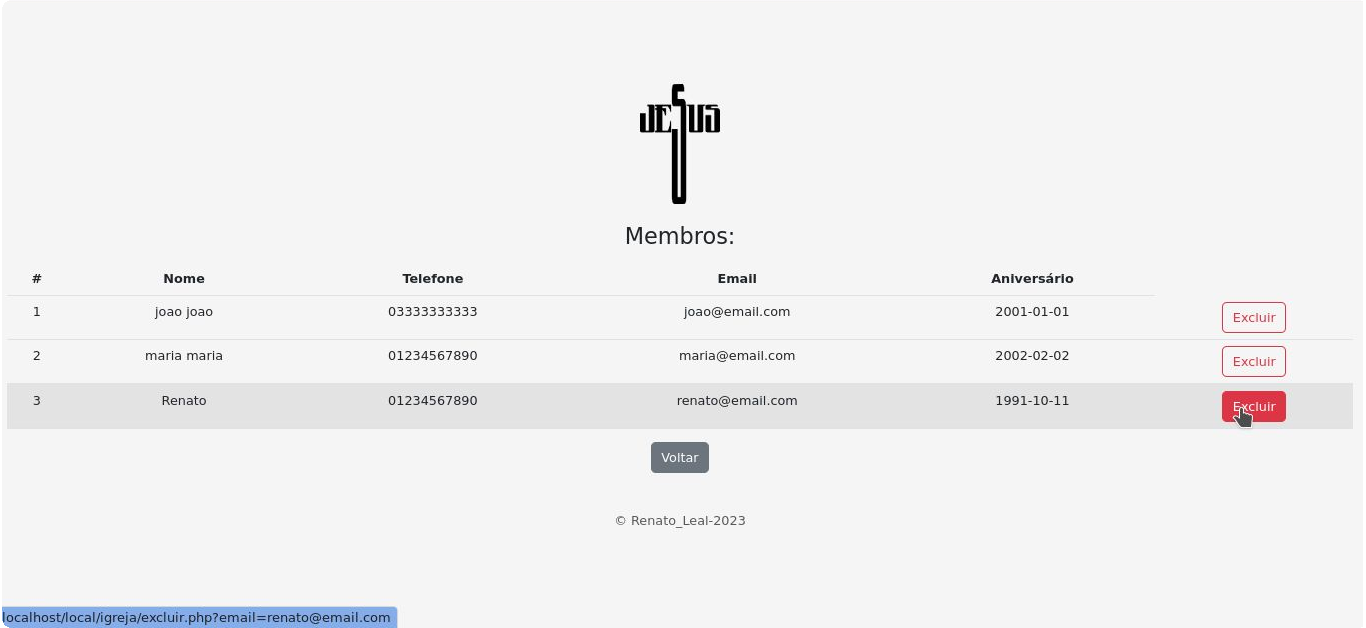 JESUS
Membros:
# Nome Telefone Email Aniversário
1 joao joao 03333333333 joao@email.com 2001-01-01 Excluir
2 maria maria 01234567890 maria@email.com 2002-02-02 Excluir
3 Renato 01234567890 renato@email.com 1991-10-11 Excluir
Voltar
© Renato_Leal-2023
localhost/local/igreja/excluir.php?email=renato@email.com